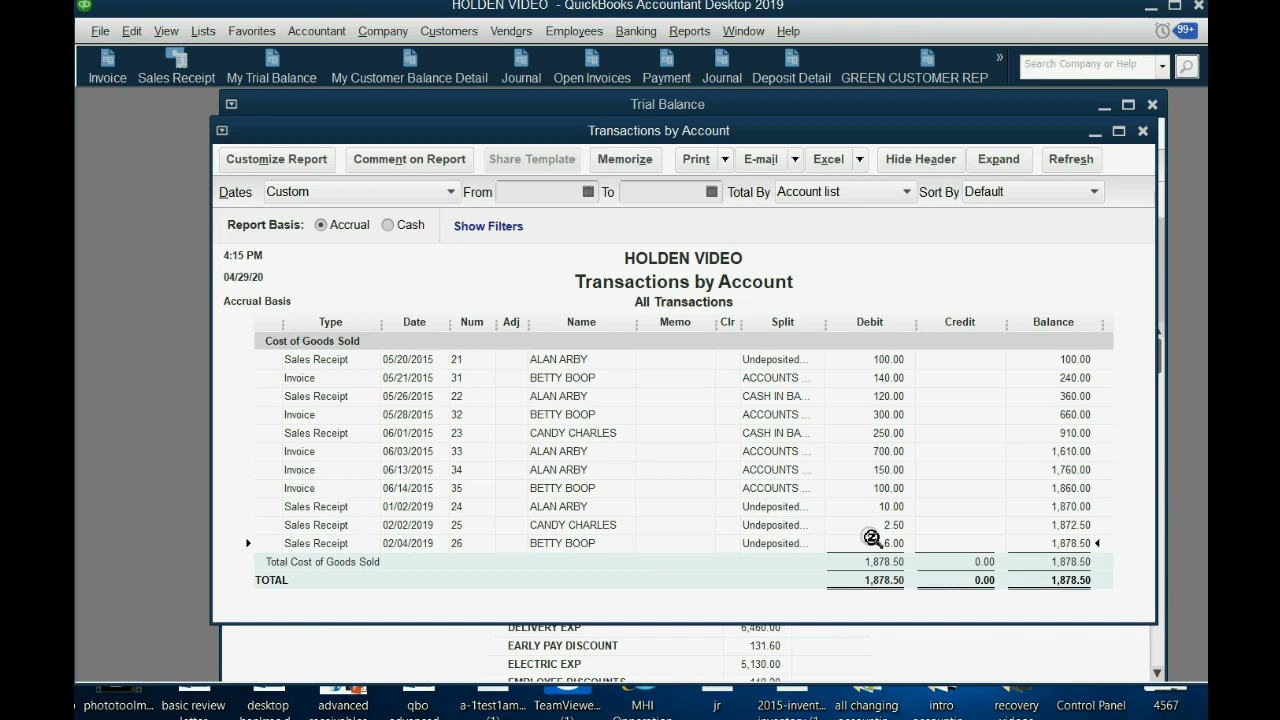 HOLDEN VIDEO - QuickBooks Accountant Desktop 2019
File Edit View Lists Favorites Accountant Company Customers Vendors Employees Banking Reports Window Help
99+
Invoice Sales Receipt My Trial Balance My Customer Balance Detail Journal Open Invoices Payment Journal Deposit Detail GREEN CUSTOMER REP » Search Company or Help
Trial Balance
Transactions by Account
Customize Report Comment on Report Share Template Memorize Print E-mail Excel Hide Header Expand Refresh
Dates Custom From To Total By Account list Sort By Default
Report Basis: Accrual Cash Show Filters
4:15 PM HOLDEN VIDEO
04/29/20 Transactions by Account
Accrual Basis All Transactions
Type Date Num Adj Name Memo Clr Split Debit Credit Balance
Cost of Goods Sold
Sales Receipt 05/20/2015 21 ALAN ARBY Undeposited... 100.00 100.00
Invoice 05/21/2015 31 BETTY BOOP ACCOUNTS ... 140.00 240.00
Sales Receipt 05/26/2015 22 ALAN ARBY CASH IN BA... 120.00 360.00
Invoice 05/28/2015 32 BETTY BOOP ACCOUNTS ... 300.00 660.00
Sales Receipt 06/01/2015 23 CANDY CHARLES CASH IN BA... 250.00 910.00
Invoice 06/03/2015 33 ALAN ARBY ACCOUNTS ... 700.00 1,610.00
Invoice 06/13/2015 34 ALAN ARBY ACCOUNTS ... 150.00 1,760.00
Invoice 06/14/2015 35 BETTY BOOP ACCOUNTS ... 100.00 1,860.00
Sales Receipt 01/02/2019 24 ALAN ARBY Undeposited... 10.00 1,870.00
Sales Receipt 02/02/2019 25 CANDY CHARLES Undeposited... 2.50 1,872.50
Sales Receipt 02/04/2019 26 BETTY BOOP Undeposited... 6.00 1,878.50
Total Cost of Goods Sold 1,878.50 0.00 1,878.50
TOTAL 1,878.50 0.00 1,878.50
DELIVERY EXP 6,460.00
EARLY PAY DISCOUNT 131.60
ELECTRIC EXP 5,130.00
phototoolm... basic review desktop advanced qbo a-1test1am... TeamViewe... MHI jr 2015-invent... all changing intro recovery Control Panel 4567